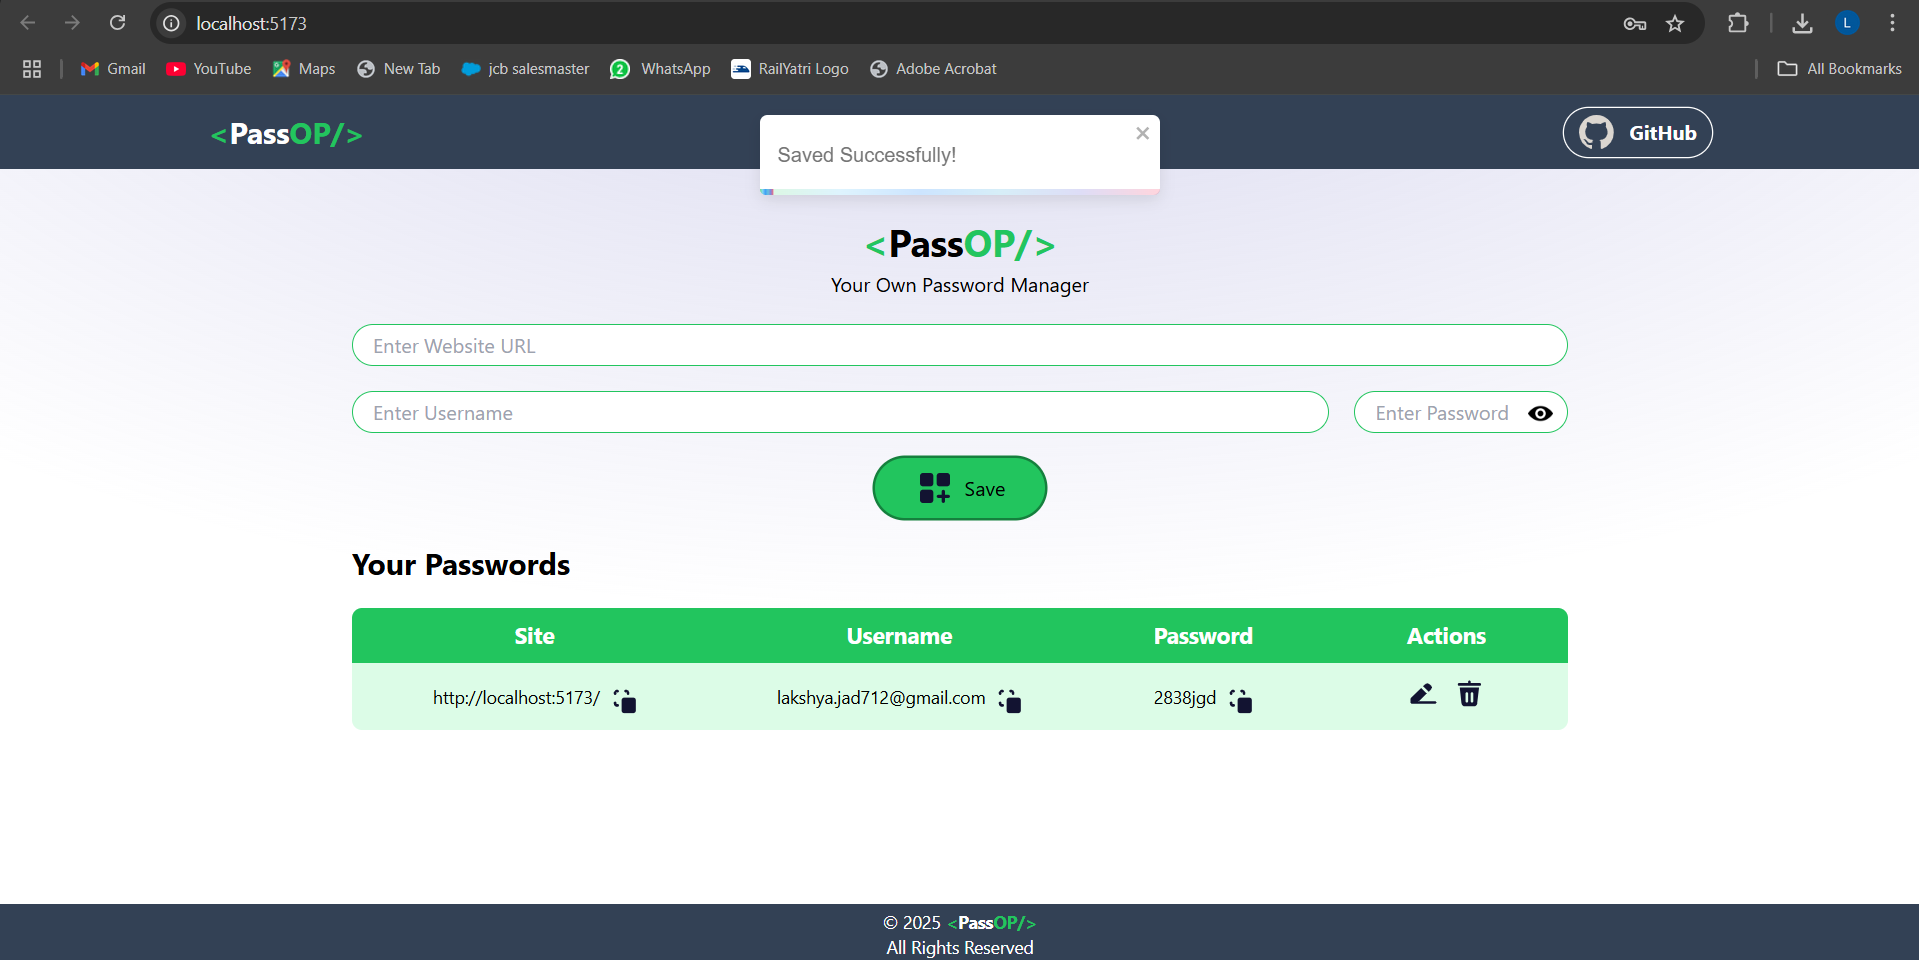 localhost:5173
L
Gmail
YouTube
Maps
New Tab
jcb salesmaster
2
WhatsApp
RailYatri Logo
Adobe Acrobat
All Bookmarks
<PassOP/>
Saved Successfully!
GitHub
<PassOP/>
Your Own Password Manager
Enter Website URL
Enter Username
Enter Password
Save
Your Passwords
Site Username Password Actions
http://localhost:5173/ lakshya.jad712@gmail.com 2838jgd
© 2025 <PassOP/>
All Rights Reserved